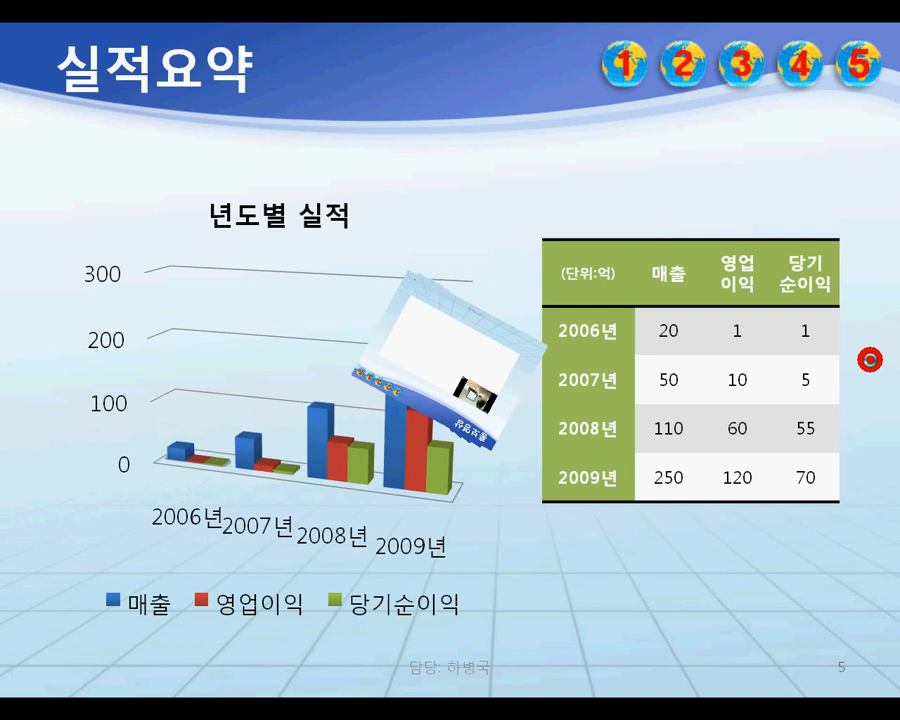 실적요약
1 2 3 4 5
년도별 실적
300
200
100
0
2006년 2007년 2008년 2009년
매출 영업이익 당기순이익
(단위:억) 매출 영업이익 당기순이익
2006년 20 1 1
2007년 50 10 5
2008년 110 60 55
2009년 250 120 70
담당: 하병국
5